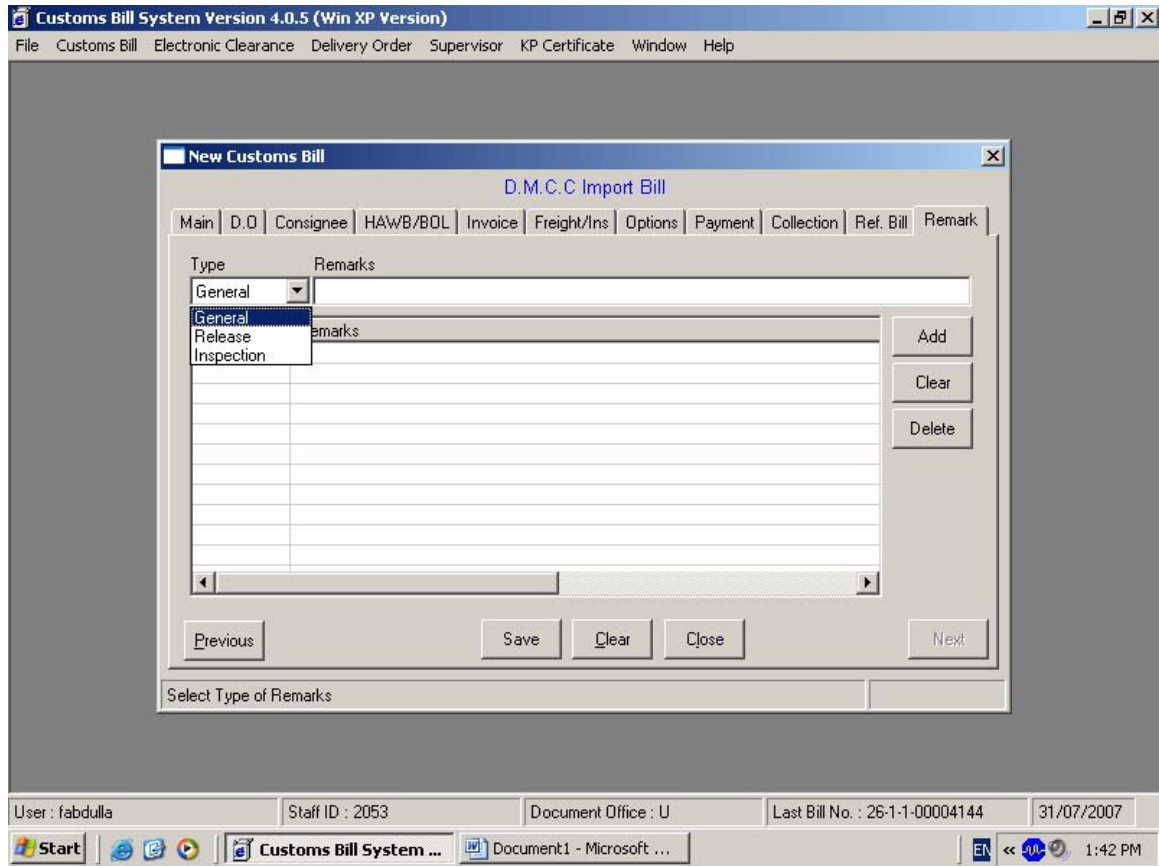 Customs Bill System Version 4.0.5 (Win XP Version)
File Customs Bill Electronic Clearance Delivery Order Supervisor KP Certificate Window Help
New Customs Bill
D.M.C.C Import Bill
Main D.O Consignee HAWB/BOL Invoice Freight/Ins Options Payment Collection Ref. Bill Remark
Type Remarks
General
General
Release
Inspection
emarks
Add
Clear
Delete
Previous Save Clear Close Next
Select Type of Remarks
User : fabdulla Staff ID : 2053 Document Office : U Last Bill No. : 26-1-1-00004144 31/07/2007
Start Customs Bill System ... Document1 - Microsoft ... EN « 1:42 PM